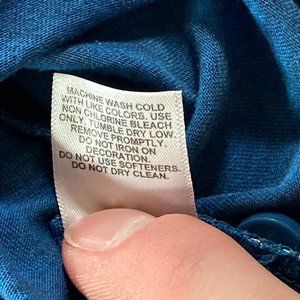 MACHINE WASH COLD
WITH LIKE COLORS. USE
NON CHLORINE BLEACH
ONLY. TUMBLE DRY LOW.
REMOVE PROMPTLY.
DO NOT IRON ON
DECORATION.
DO NOT USE SOFTENERS.
DO NOT DRY CLEAN.